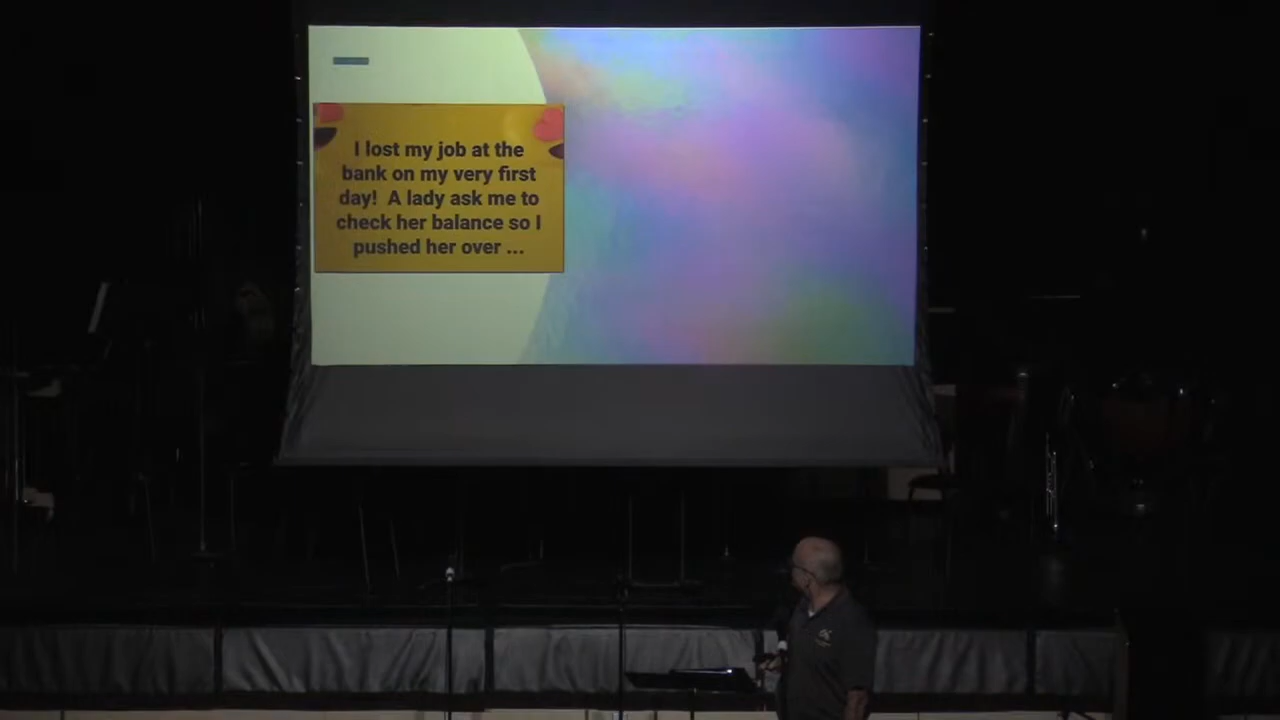 I lost my job at the
bank on my very first
day!  A lady ask me to
check her balance so I
pushed her over ...